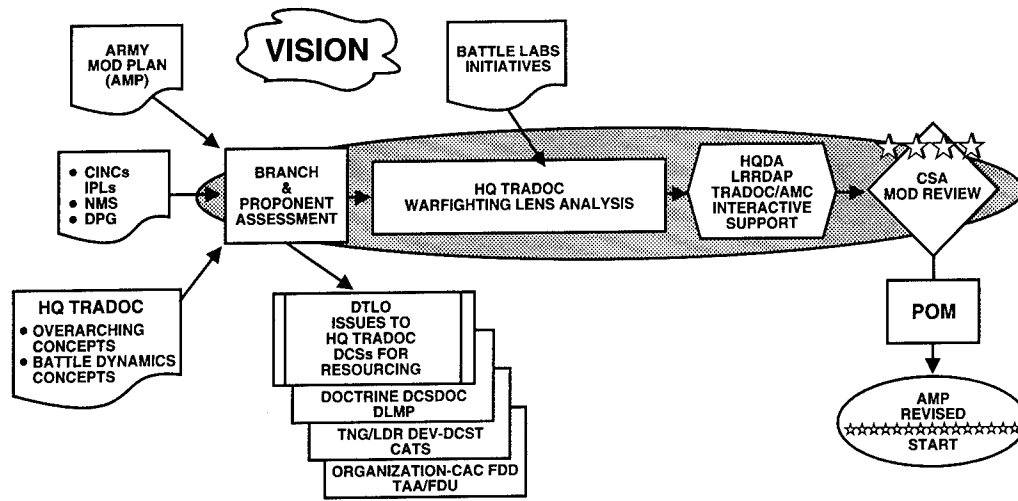 ARMY
MOD PLAN
(AMP)
VISION
BATTLE LABS
INITIATIVES
● CINCs
IPLs
● NMS
● DPG
BRANCH
&
PROPONENT
ASSESSMENT
HQ TRADOC
WARFIGHTING LENS ANALYSIS
HQDA
LRRDAP
TRADOC/AMC
INTERACTIVE
SUPPORT
CSA
MOD REVIEW
HQ TRADOC
● OVERARCHING
CONCEPTS
● BATTLE DYNAMICS
CONCEPTS
DTLO
ISSUES TO
HQ TRADOC
DCSs FOR
RESOURCING
DOCTRINE DCSDOC
DLMP
TNG/LDR DEV-DCST
CATS
ORGANIZATION-CAC FDD
TAA/FDU
POM
AMP
REVISED
START